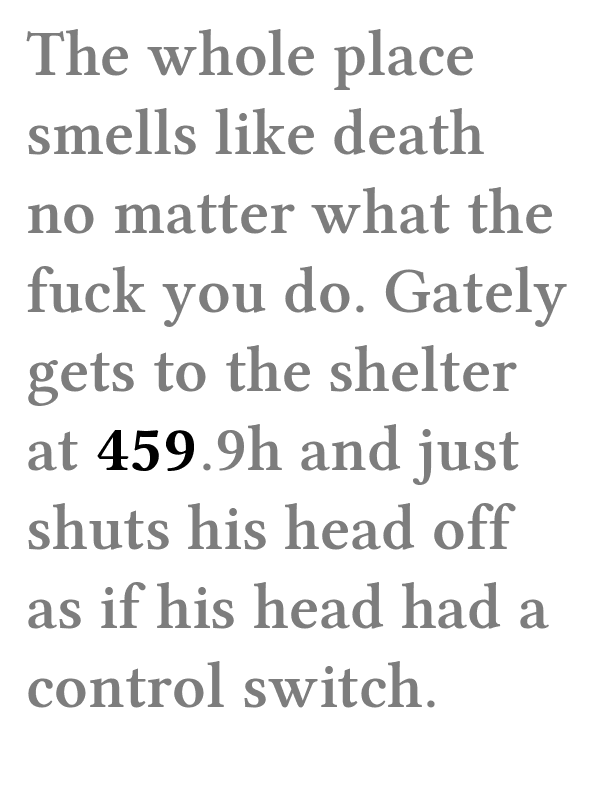 The whole place
smells like death
no matter what the
fuck you do. Gately
gets to the shelter
at 459.9h and just
shuts his head off
as if his head had a
control switch.